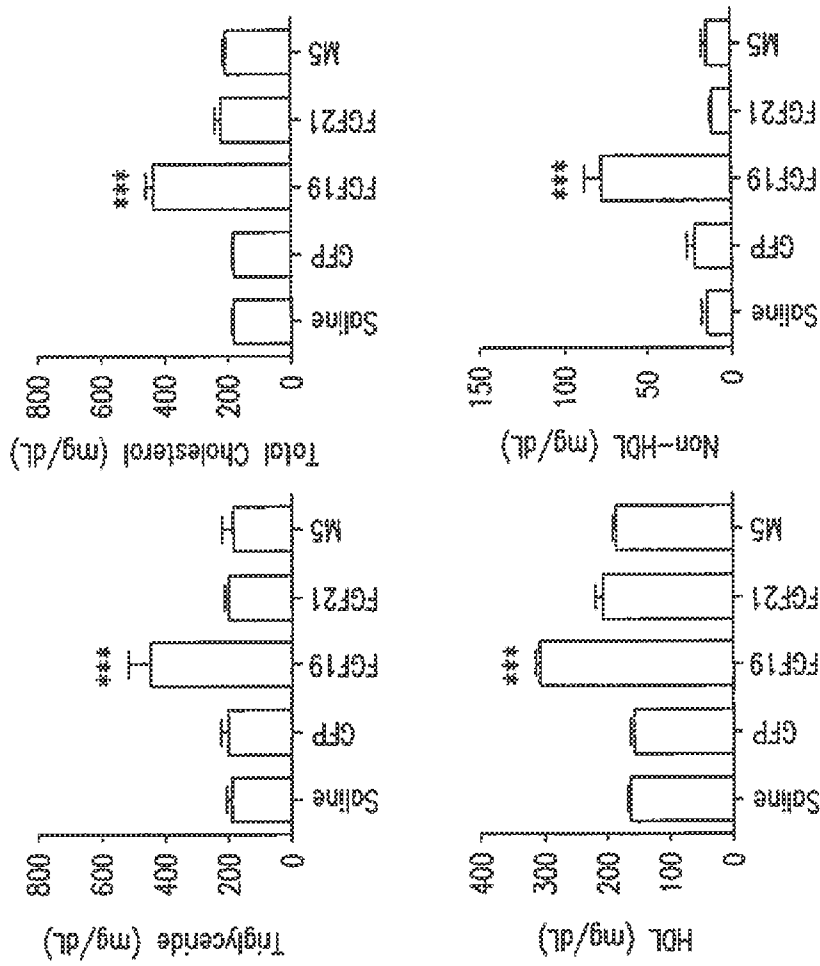 Triglyceride (mg/dL)
800
600
400
200
0
***
Saline
GFP
FGF19
FGF21
M5
Total Cholesterol (mg/dL)
800
600
400
200
0
***
Saline
GFP
FGF19
FGF21
M5
HDL (mg/dL)
400
300
200
100
0
***
Saline
GFP
FGF19
FGF21
M5
Non-HDL (mg/dL)
150
100
50
0
***
Saline
GFP
FGF19
FGF21
M5